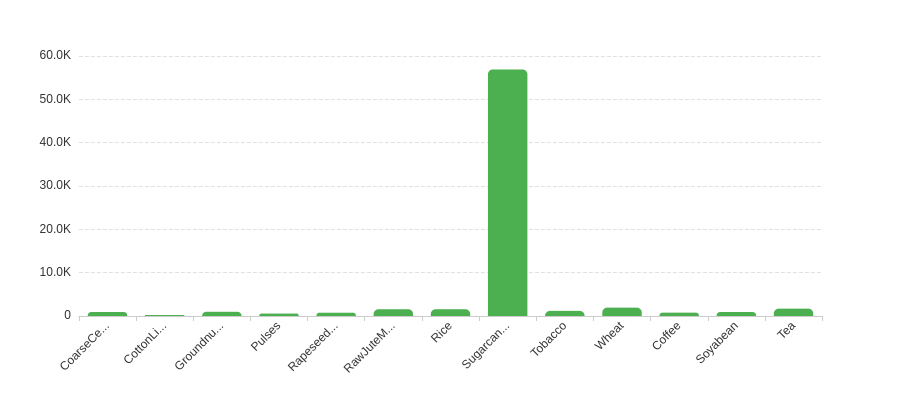 60.0K
50.0K
40.0K
30.0K
20.0K
10.0K
0
CoarseCe...
CottonLi...
Groundnu...
Pulses
Rapeseed...
RawJuteM...
Rice
Sugarcan...
Tobacco
Wheat
Coffee
Soyabean
Tea